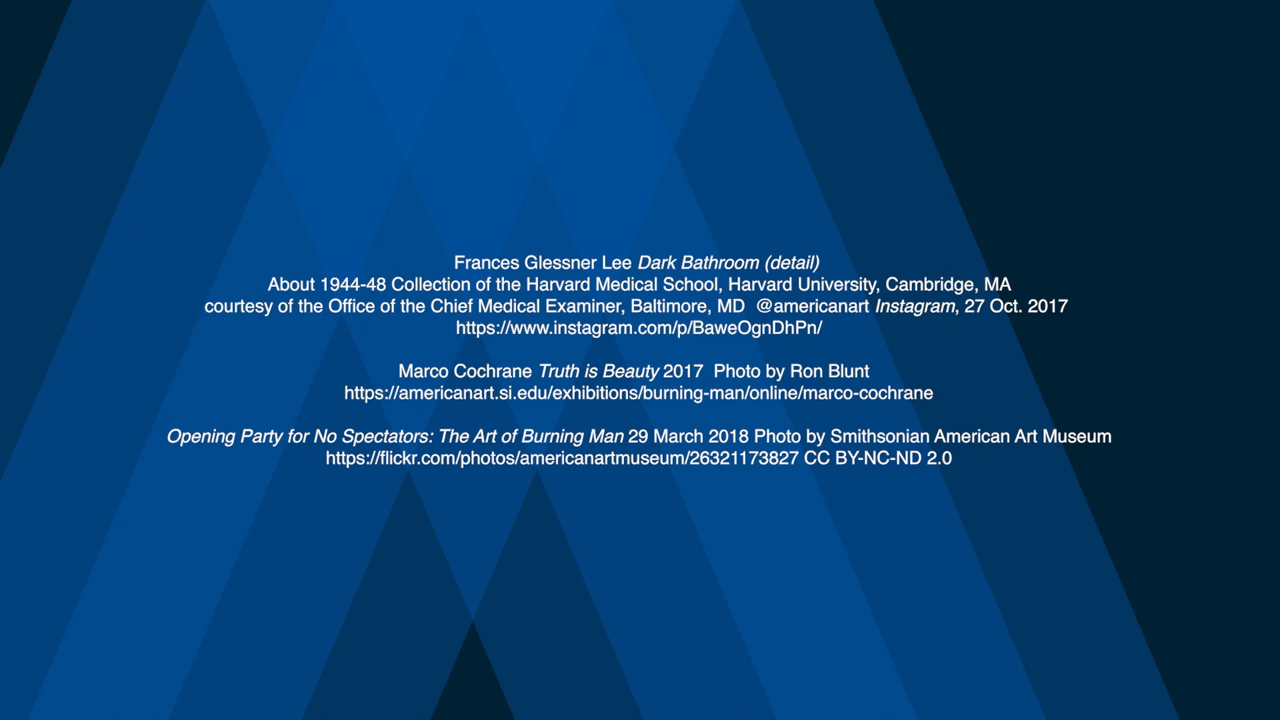 Frances Glessner Lee Dark Bathroom (detail)
About 1944-48 Collection of the Harvard Medical School, Harvard University, Cambridge, MA
courtesy of the Office of the Chief Medical Examiner, Baltimore, MD @americanart Instagram, 27 Oct. 2017
https://www.instagram.com/p/BaweOgnDhPn/
Marco Cochrane Truth is Beauty 2017 Photo by Ron Blunt
https://americanart.si.edu/exhibitions/burning-man/online/marco-cochrane
Opening Party for No Spectators: The Art of Burning Man 29 March 2018 Photo by Smithsonian American Art Museum
https://flickr.com/photos/americanartmuseum/26321173827 CC BY-NC-ND 2.0